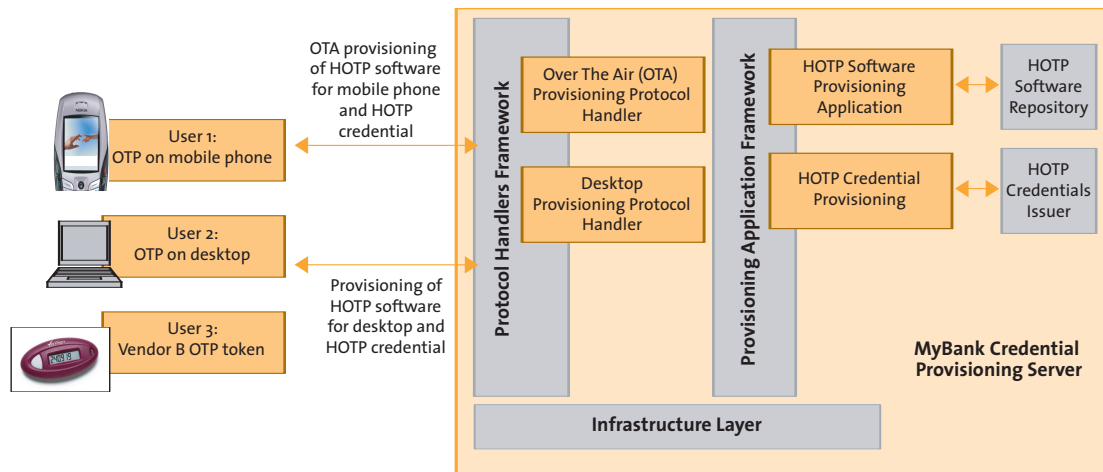 OTA provisioning
of HOTP software
for mobile phone
and HOTP
credential
User 1:
OTP on mobile phone
User 2:
OTP on desktop
Provisioning of
HOTP software
for desktop and
HOTP credential
User 3:
Vendor B OTP token
Protocol Handlers Framework
Over The Air (OTA)
Provisioning Protocol
Handler
Desktop
Provisioning Protocol
Handler
Provisioning Application Framework
HOTP Software
Provisioning
Application
HOTP
Software
Repository
HOTP Credential
Provisioning
HOTP
Credentials
Issuer
MyBank Credential
Provisioning Server
Infrastructure Layer